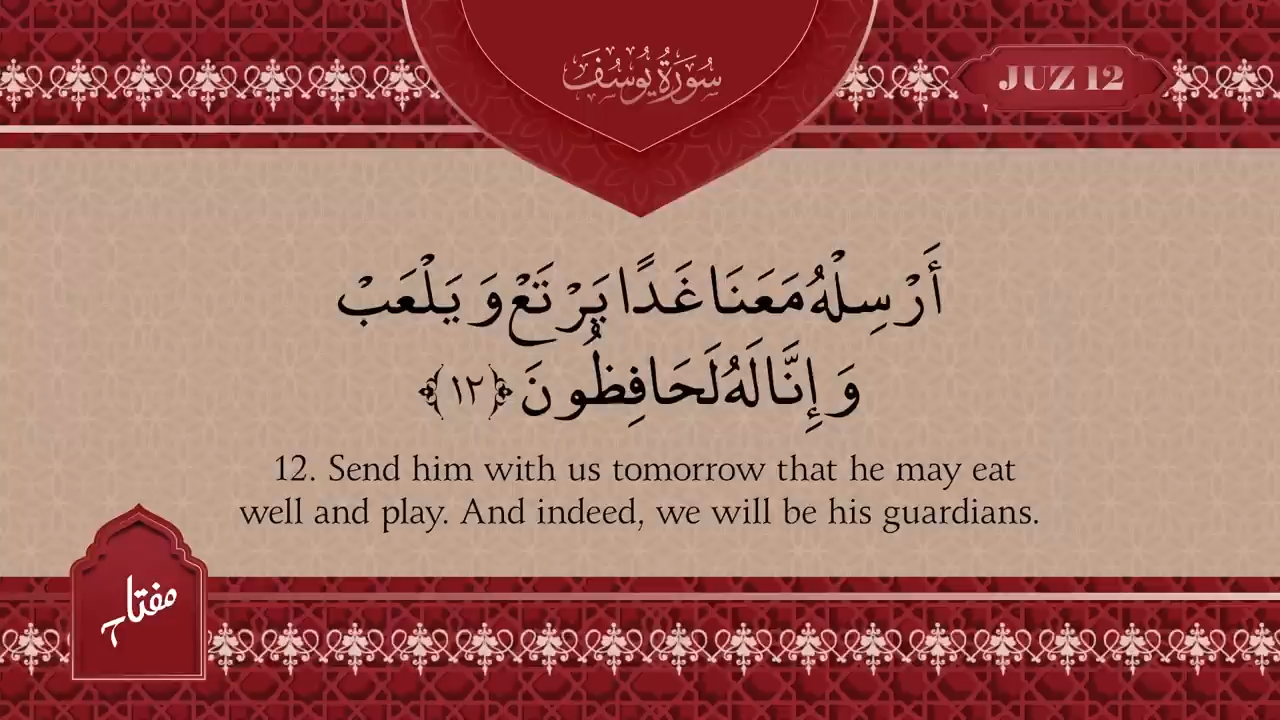 سُورَةُ يُوسُفَ
JUZ 12
أَرْسِلْهُ مَعَنَا غَدًا يَرْتَعْ وَيَلْعَبْ
وَإِنَّا لَهُ لَحَافِظُونَ ﴿١٢﴾
12. Send him with us tomorrow that he may eat
well and play. And indeed, we will be his guardians.
مفتاح